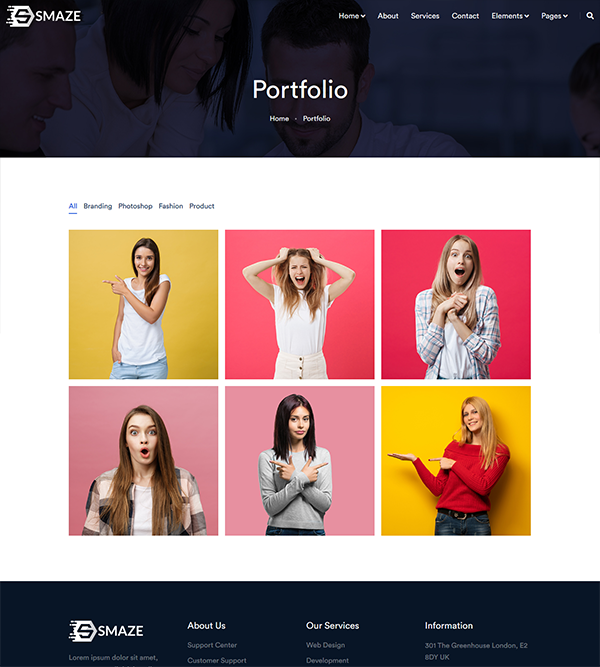 SMAZE
Home About Services Contact Elements Pages
Portfolio
Home · Portfolio
All Branding Photoshop Fashion Product
SMAZE
About Us
Our Services
Information
Lorem ipsum dolor sit amet,
Support Center
Customer Support
Web Design
Development
301 The Greenhouse London, E2
8DY UK